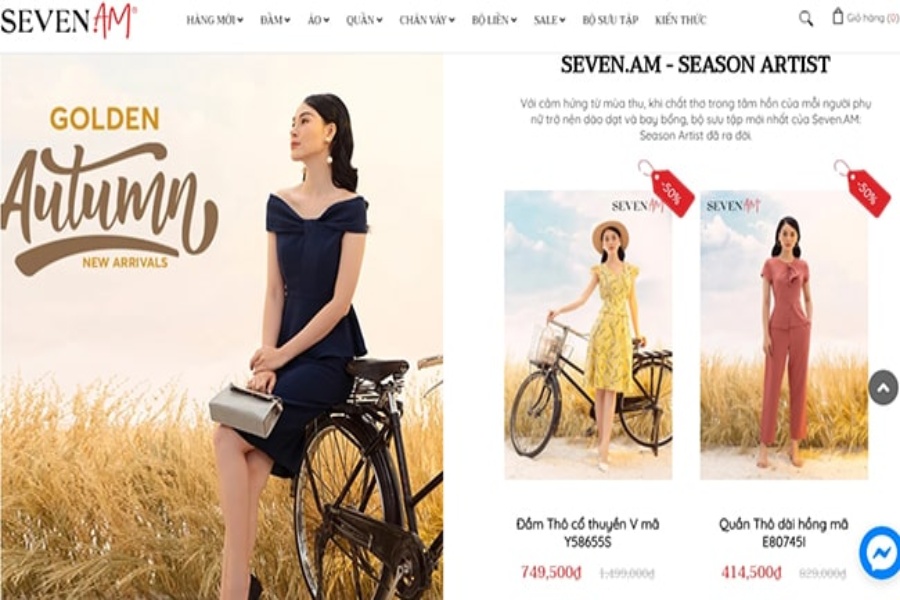 SEVEN.AM®
HÀNG MỚI ĐẦM ÁO QUẦN CHÂN VÁY BỘ LIỀN SALE BỘ SƯU TẬP KIẾN THỨC
Giỏ hàng (0)
GOLDEN
Autumn
NEW ARRIVALS
SEVEN.AM - SEASON ARTIST
Với cảm hứng từ mùa thu, khi chất thơ trong tâm hồn của mỗi người phụ
nữ trở nên dào dạt và bay bổng, bộ sưu tập mới nhất của Seven.AM:
Season Artist đã ra đời.
-50%
-50%
SEVEN.AM
SEVEN.AM
Đầm Thô cổ thuyền V mã
Y58655S
749,500₫ 1,499,000₫
Quần Thô dài hồng mã
E80745I
414,500₫ 829,000₫